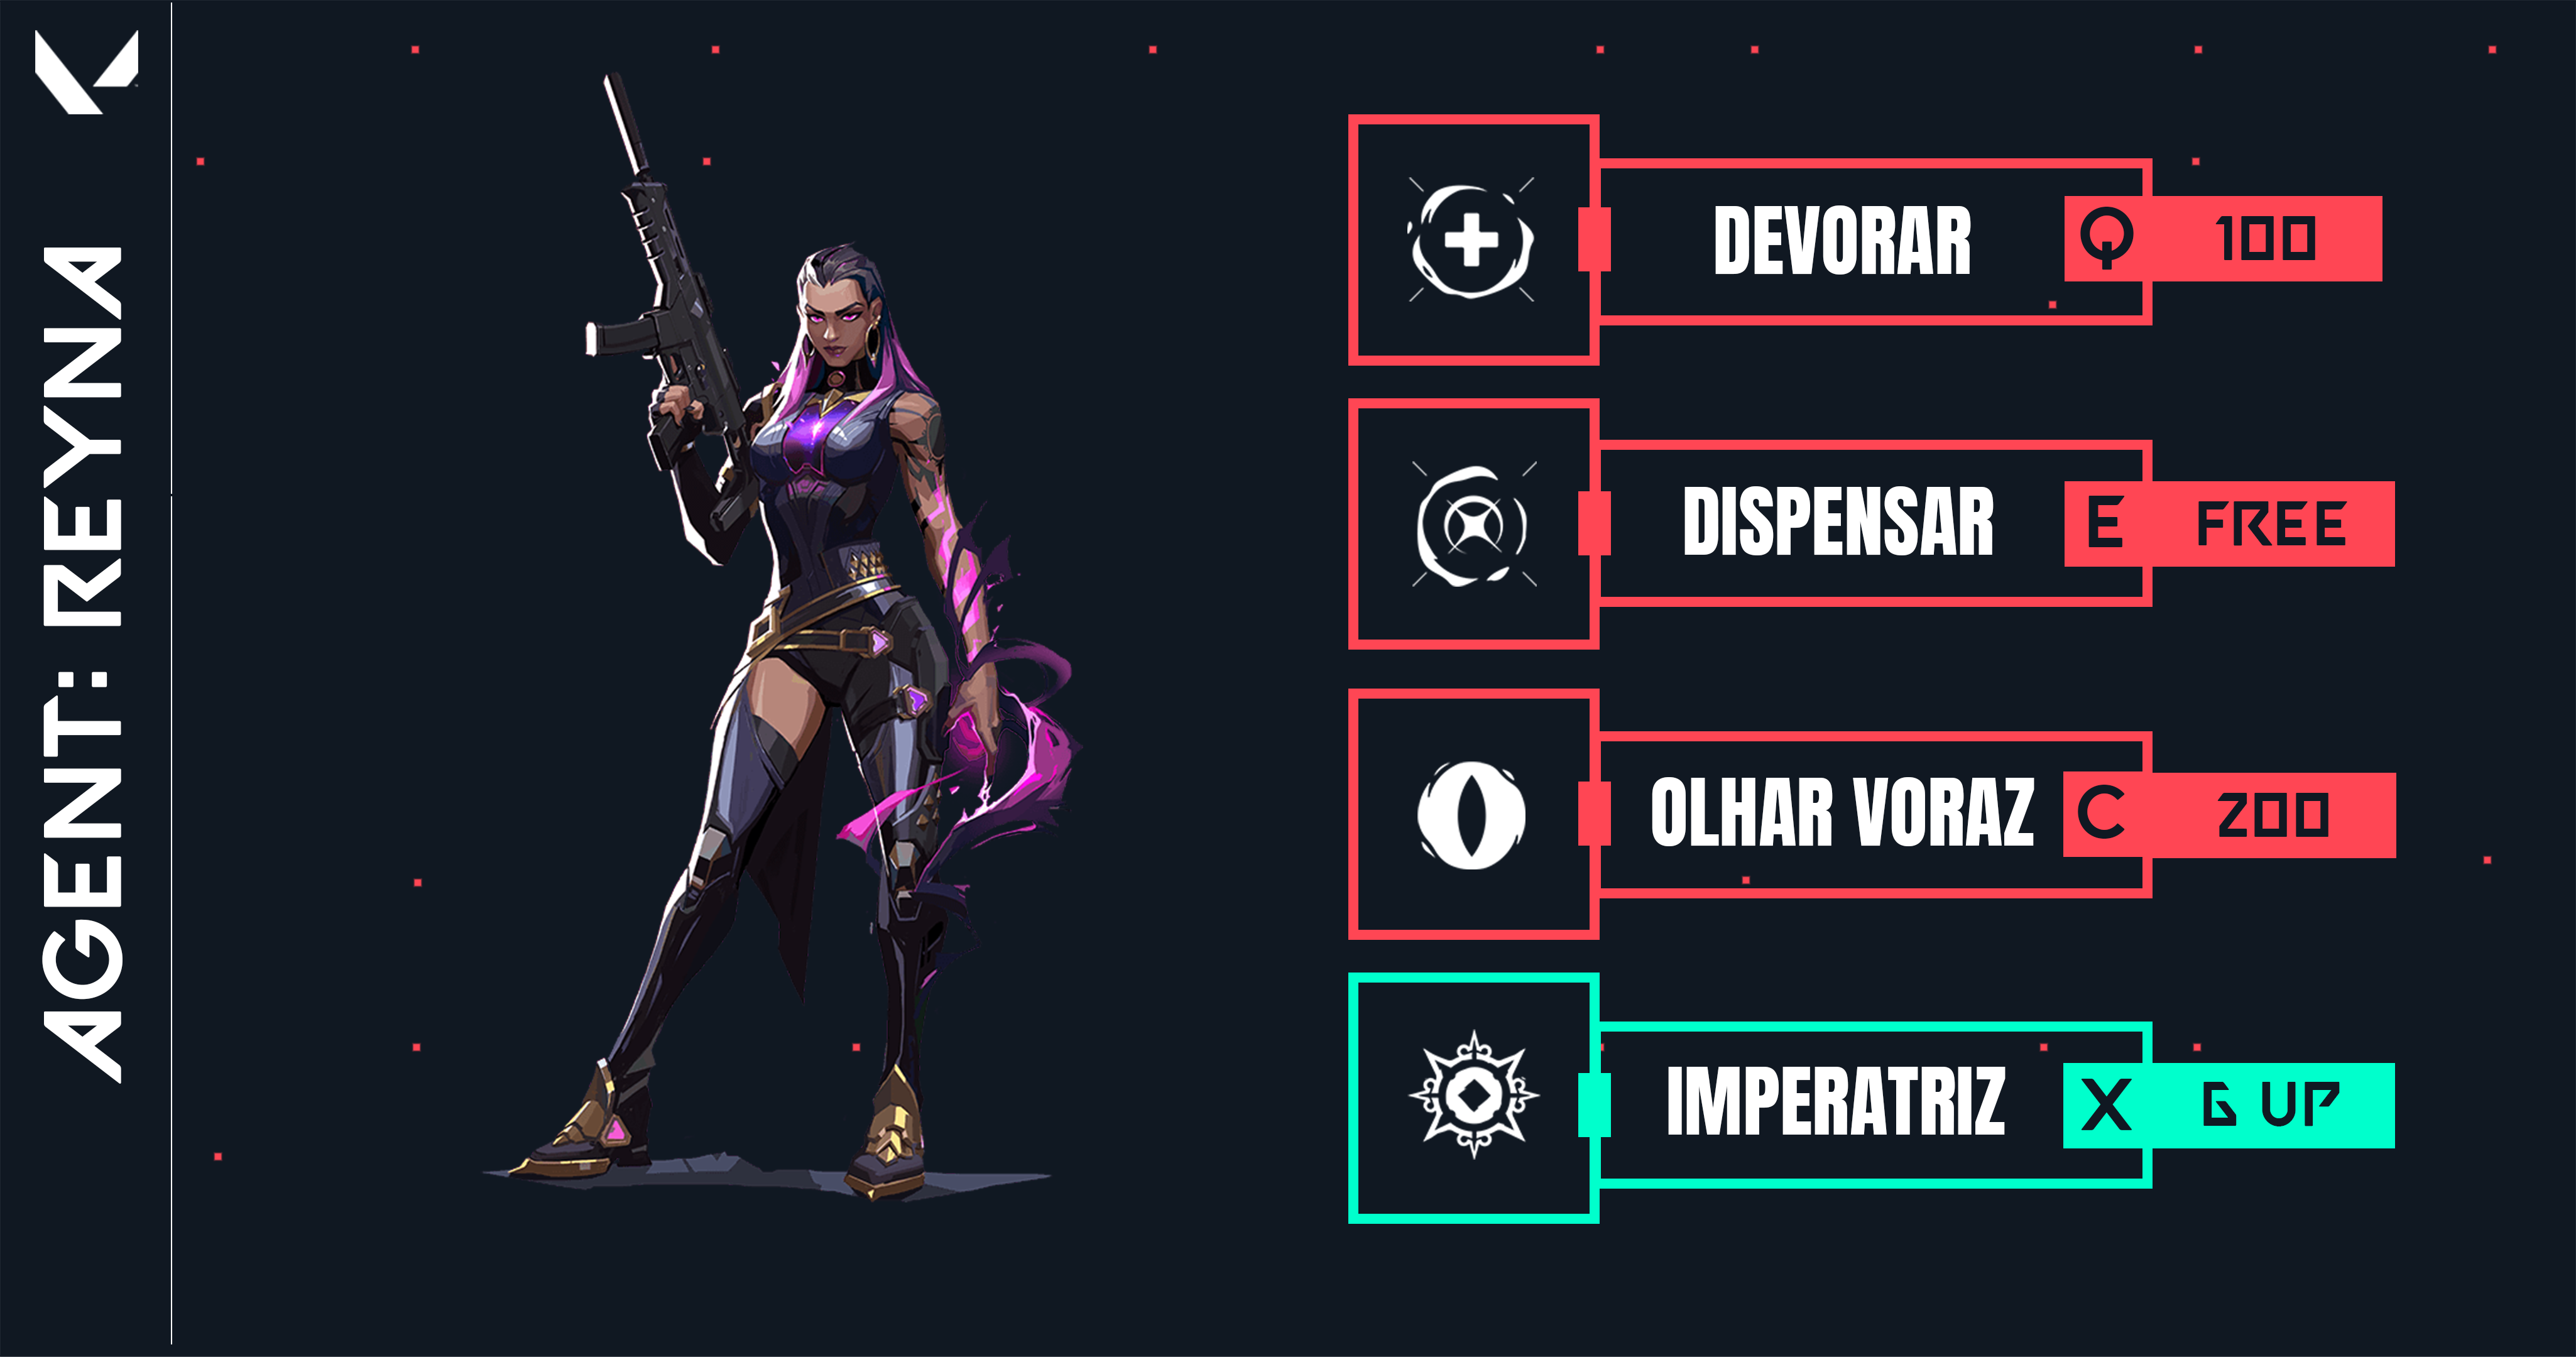 AGENT: REYNA
DEVORAR
Q 100
DISPENSAR
E FREE
OLHAR VORAZ
C 200
IMPERATRIZ
X 6 UP